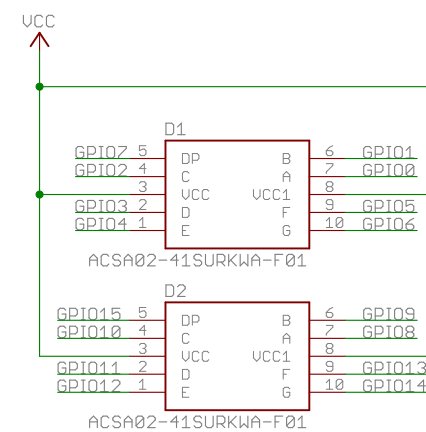 VCC
D1
GPIO7 5 DP B 6 GPIO1
GPIO2 4 C A 7 GPIO0
3 VCC VCC1 8
GPIO3 2 D F 9 GPIO5
GPIO4 1 E G 10 GPIO6
ACSA02-41SURKWA-F01
D2
GPIO15 5 DP B 6 GPIO9
GPIO10 4 C A 7 GPIO8
3 VCC VCC1 8
GPIO11 2 D F 9 GPIO13
GPIO12 1 E G 10 GPIO14
ACSA02-41SURKWA-F01